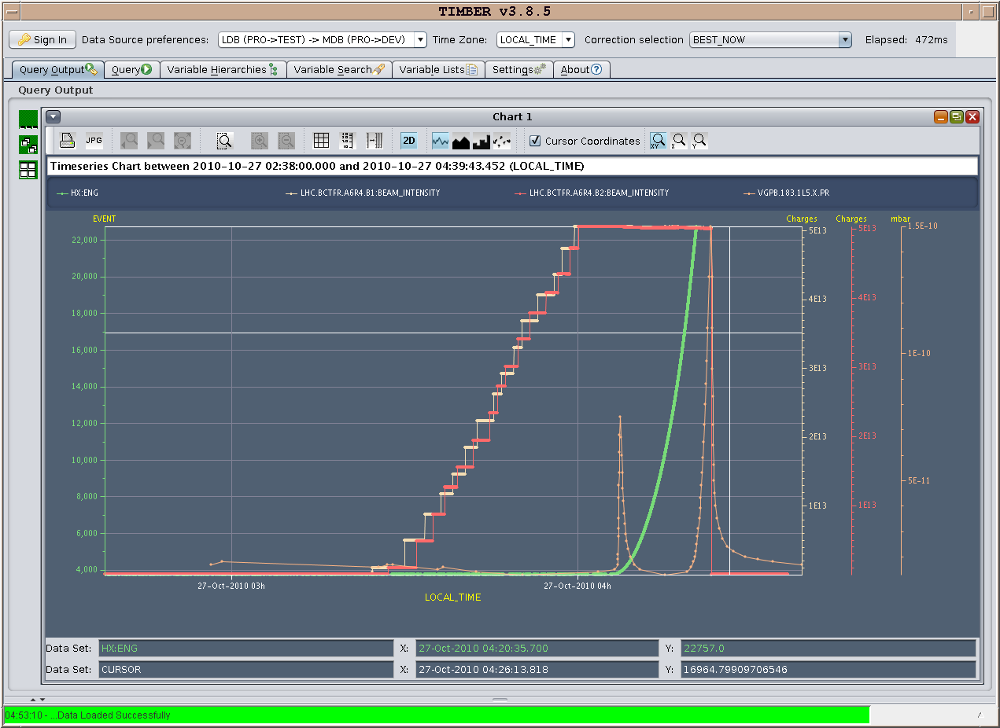 TIMBER v3.8.5
Sign In Data Source preferences: LDB (PRO->TEST) -> MDB (PRO->DEV) Time Zone: LOCAL_TIME Correction selection BEST_NOW Elapsed: 472ms
Query Output Query Variable Hierarchies Variable Search Variable Lists Settings About
Query Output
Chart 1
JPG 2D Cursor Coordinates XY X Y
Timeseries Chart between 2010-10-27 02:38:00.000 and 2010-10-27 04:39:43.452 (LOCAL_TIME)
HX:ENG LHC.BCTFR.A6R4.B1:BEAM_INTENSITY LHC.BCTFR.A6R4.B2:BEAM_INTENSITY VGPB.183.1L5.X.PR
EVENT Charges Charges mbar
22,000 5E13 5E13 1.5E-10
20,000
18,000 4E13 4E13
16,000 3E13 3E13 1E-10
14,000
12,000 2E13 2E13
10,000
8,000 1E13 1E13 5E-11
6,000
4,000
27-Oct-2010 03h 27-Oct-2010 04h
LOCAL_TIME
Data Set: HX:ENG X: 27-Oct-2010 04:20:35.700 Y: 22757.0
Data Set: CURSOR X: 27-Oct-2010 04:26:13.818 Y: 16964.79909706546
04:53:10 - ...Data Loaded Successfully